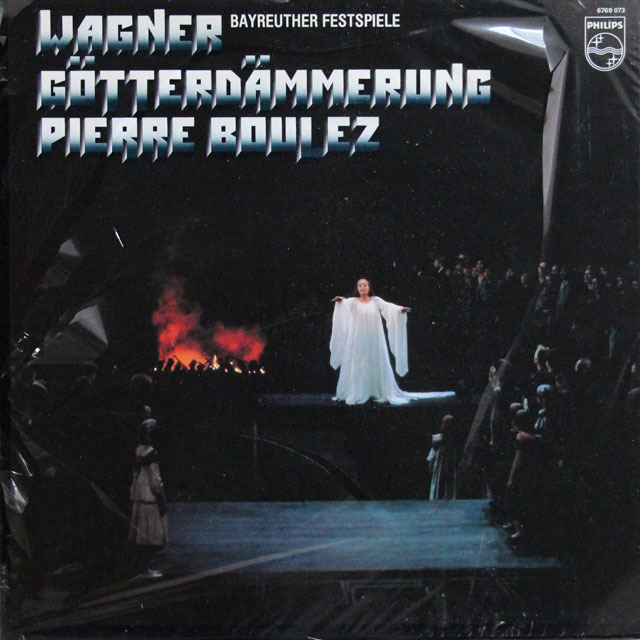 WAGNER BAYREUTHER FESTSPIELE
GÖTTERDÄMMERUNG
PIERRE BOULEZ
6769 073
PHILIPS